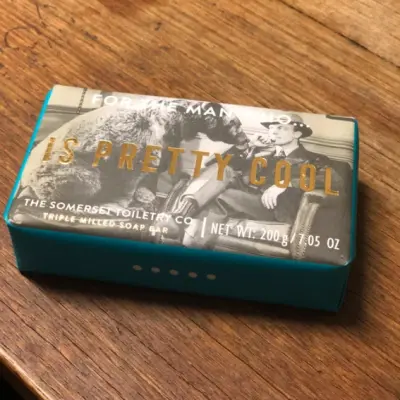 FOR THE MAN WHO...
IS PRETTY COOL
THE SOMERSET TOILETRY CO.
TRIPLE MILLED SOAP BAR
NET WT: 200g/7.05 OZ